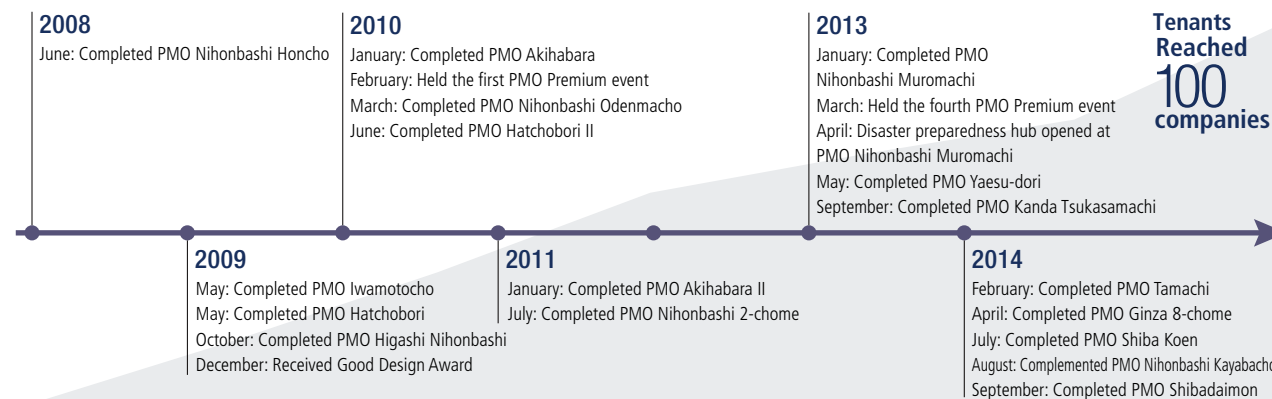 2008
June: Completed PMO Nihonbashi Honcho
2010
January: Completed PMO Akihabara
February: Held the first PMO Premium event
March: Completed PMO Nihonbashi Odenmacho
June: Completed PMO Hatchobori II
2013
January: Completed PMO
Nihonbashi Muromachi
March: Held the fourth PMO Premium event
April: Disaster preparedness hub opened at
PMO Nihonbashi Muromachi
May: Completed PMO Yaesu-dori
September: Completed PMO Kanda Tsukasamachi
Tenants
Reached
100
companies
2009
May: Completed PMO Iwamotocho
May: Completed PMO Hatchobori
October: Completed PMO Higashi Nihonbashi
December: Received Good Design Award
2011
January: Completed PMO Akihabara II
July: Completed PMO Nihonbashi 2-chome
2014
February: Completed PMO Tamachi
April: Completed PMO Ginza 8-chome
July: Completed PMO Shiba Koen
August: Complemented PMO Nihonbashi Kayabacho
September: Completed PMO Shibadaimon